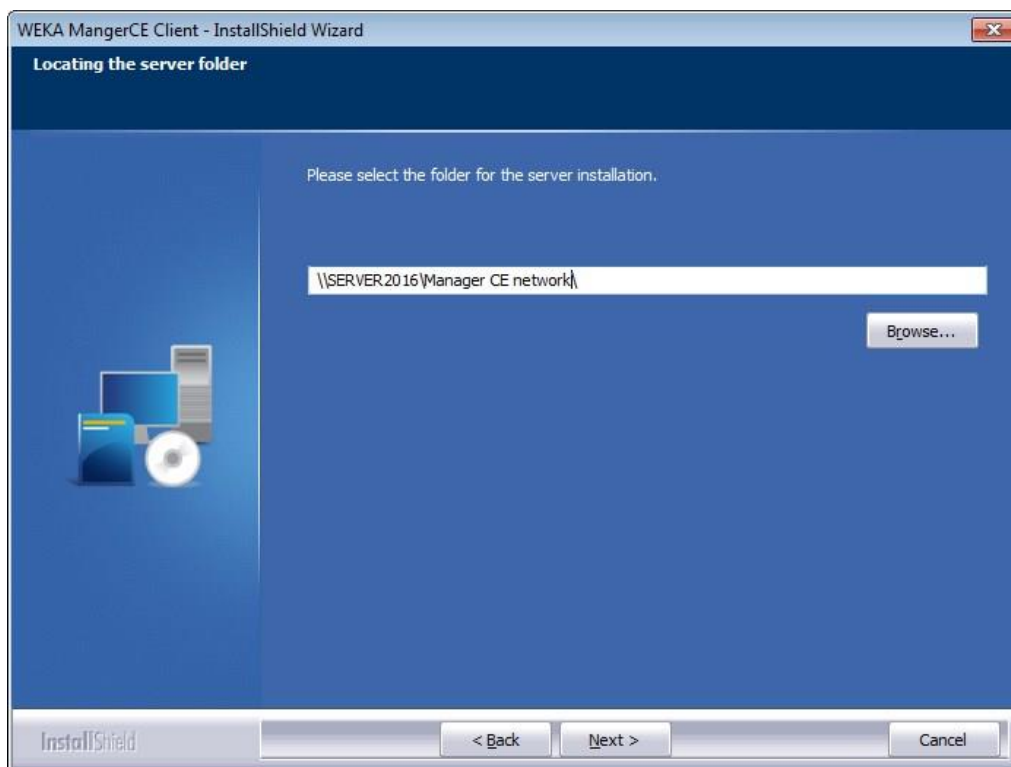 WEKA MangerCE Client - InstallShield Wizard
Locating the server folder
Please select the folder for the server installation.
\\SERVER2016\Manager CE network\
Browse...
InstallShield
< Back
Next >
Cancel